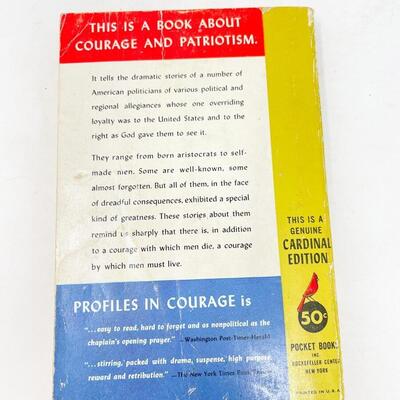 THIS IS A BOOK ABOUT
COURAGE AND PATRIOTISM.
It tells the dramatic stories of a number of
American politicians of various political and
regional allegiances whose one overriding
loyalty was to the United States and to the
right as God gave them to see it.
They range from born aristocrats to self-
made men. Some are well-known, some
almost forgotten. But all of them, in the face
of dreadful consequences, exhibited a special
kind of greatness. These stories about them
remind us sharply that there is, in addition
to a courage with which men die, a courage
by which men must live.
PROFILES IN COURAGE is
"...easy to read, hard to forget and as nonpolitical as the
chaplain's opening prayer." —Washington Post-Times-Herald
"...stirring, packed with drama, suspense, high purpose,
reward and retribution." —The New York Times Book
THIS IS A
GENUINE
CARDINAL
EDITION
50¢
POCKET BOOKS
INC
ROCKEFELLER CENTER
NEW YORK
PRINTED IN U.S.A.